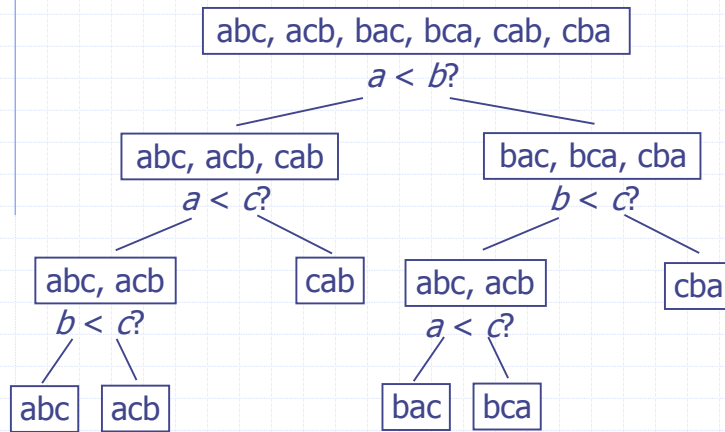 abc, acb, bac, bca, cab, cba
a < b?
abc, acb, cab
bac, bca, cba
a < c?
b < c?
abc, acb
cab
abc, acb
cba
b < c?
a < c?
abc
acb
bac
bca